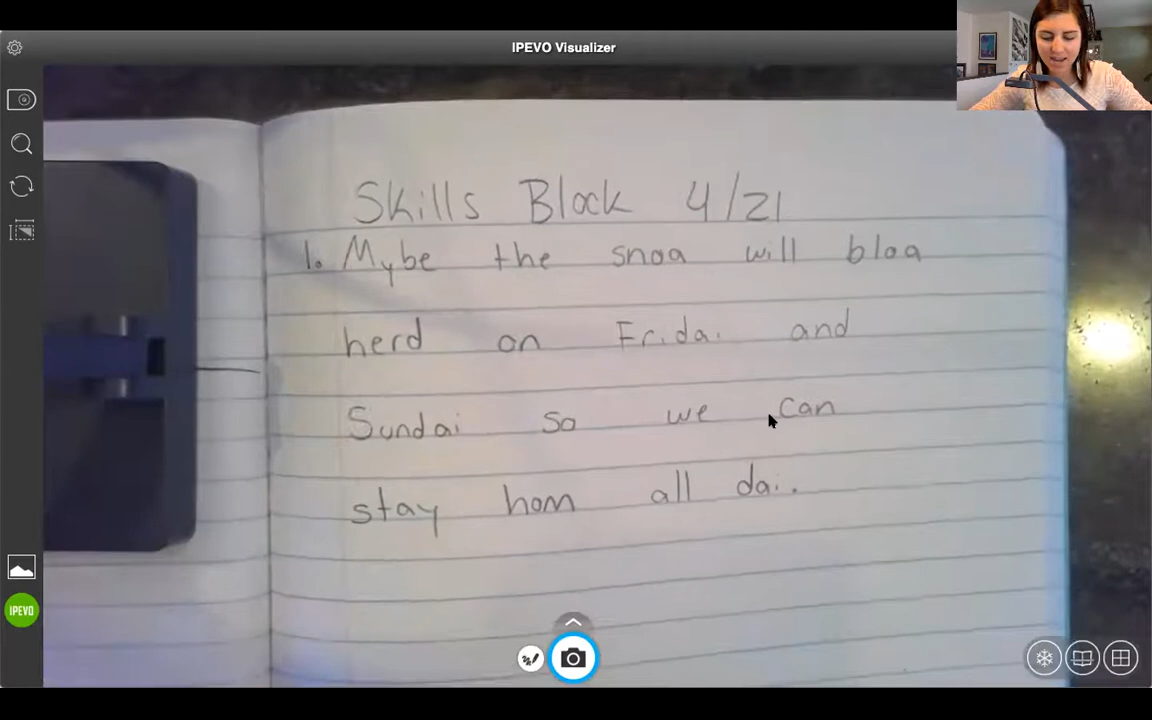 IPEVO Visualizer
Skills Block 4/21
1. Mybe the snoa will bloa
herd on Fridai and
Sundai so we can
stay hom all dai.
IPEVO